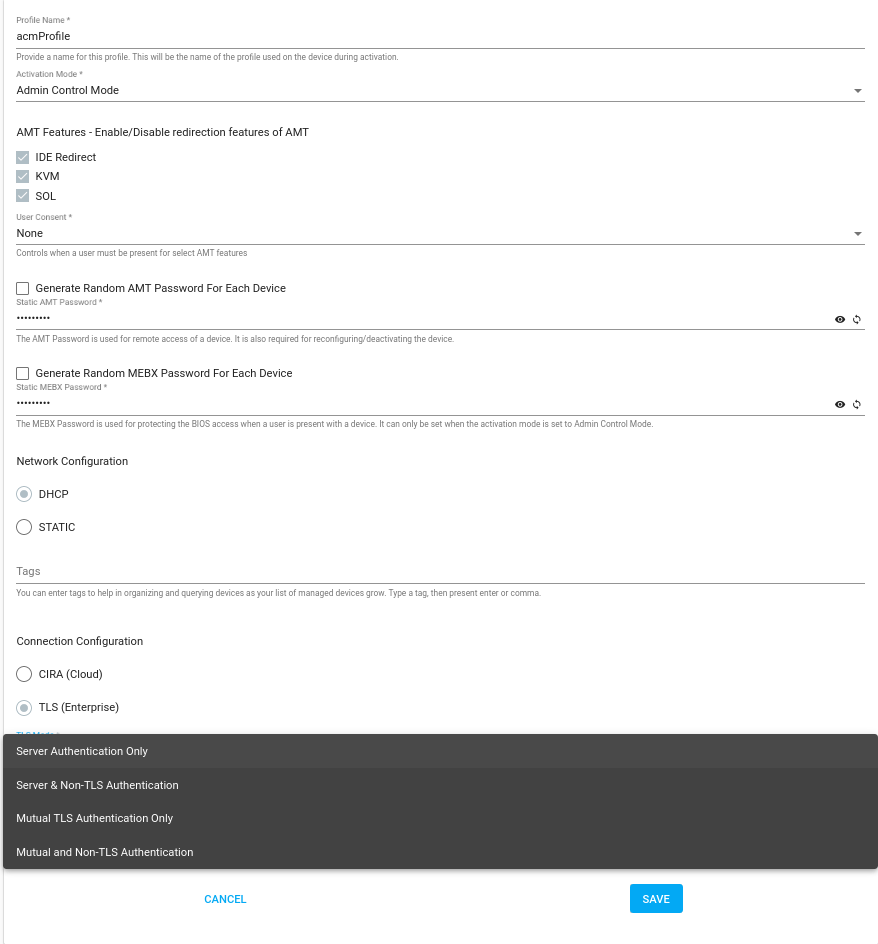 Profile Name *
acmProfile
Provide a name for this profile. This will be the name of the profile used on the device during activation.
Activation Mode *
Admin Control Mode
AMT Features - Enable/Disable redirection features of AMT
IDE Redirect
KVM
SOL
User Consent *
None
Controls when a user must be present for select AMT features
Generate Random AMT Password For Each Device
Static AMT Password *
•••••••••
The AMT Password is used for remote access of a device. It is also required for reconfiguring/deactivating the device.
Generate Random MEBX Password For Each Device
Static MEBX Password *
•••••••••
The MEBX Password is used for protecting the BIOS access when a user is present with a device. It can only be set when the activation mode is set to Admin Control Mode.
Network Configuration
DHCP
STATIC
Tags
You can enter tags to help in organizing and querying devices as your list of managed devices grow. Type a tag, then present enter or comma.
Connection Configuration
CIRA (Cloud)
TLS (Enterprise)
TLS Mode *
Server Authentication Only
Server & Non-TLS Authentication
Mutual TLS Authentication Only
Mutual and Non-TLS Authentication
CANCEL
SAVE